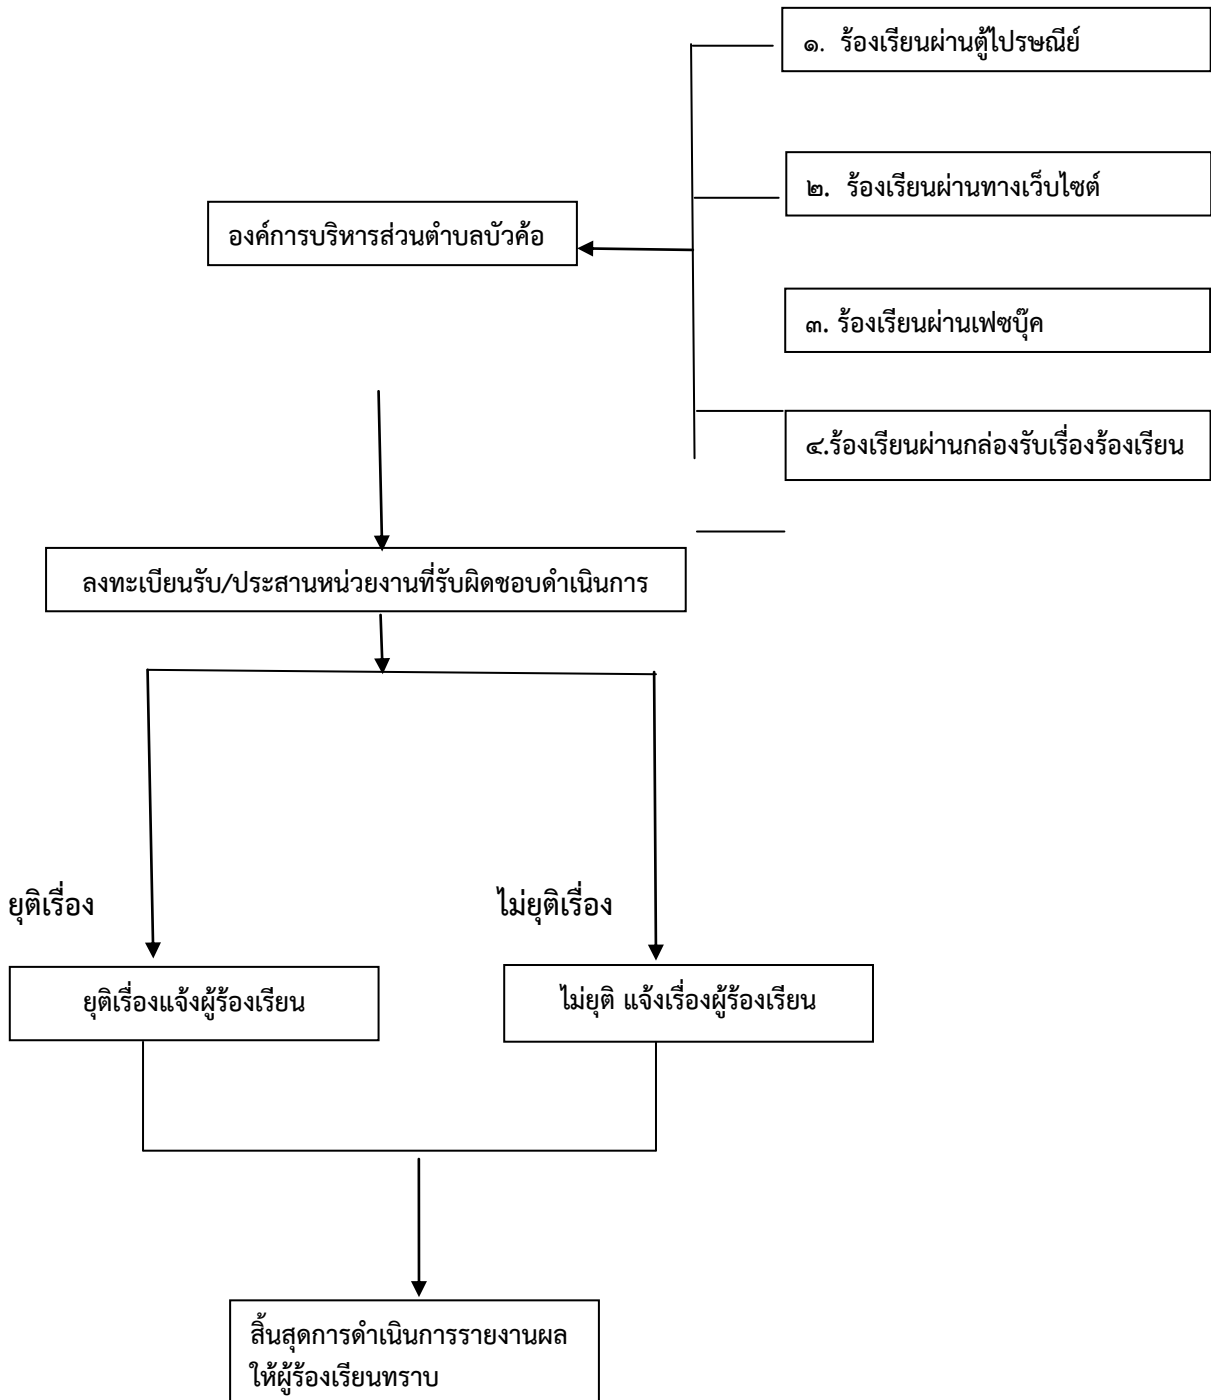 ๑. ร้องเรียนผ่านตู้ไปรษณีย์
๒. ร้องเรียนผ่านทางเว็บไซต์
องค์การบริหารส่วนตำบลบัวค้อ
๓. ร้องเรียนผ่านเฟซบุ๊ค
๔.ร้องเรียนผ่านกล่องรับเรื่องร้องเรียน
ลงทะเบียนรับ/ประสานหน่วยงานที่รับผิดชอบดำเนินการ
ยุติเรื่อง
ไม่ยุติเรื่อง
ยุติเรื่องแจ้งผู้ร้องเรียน
ไม่ยุติ แจ้งเรื่องผู้ร้องเรียน
สิ้นสุดการดำเนินการรายงานผล
ให้ผู้ร้องเรียนทราบ